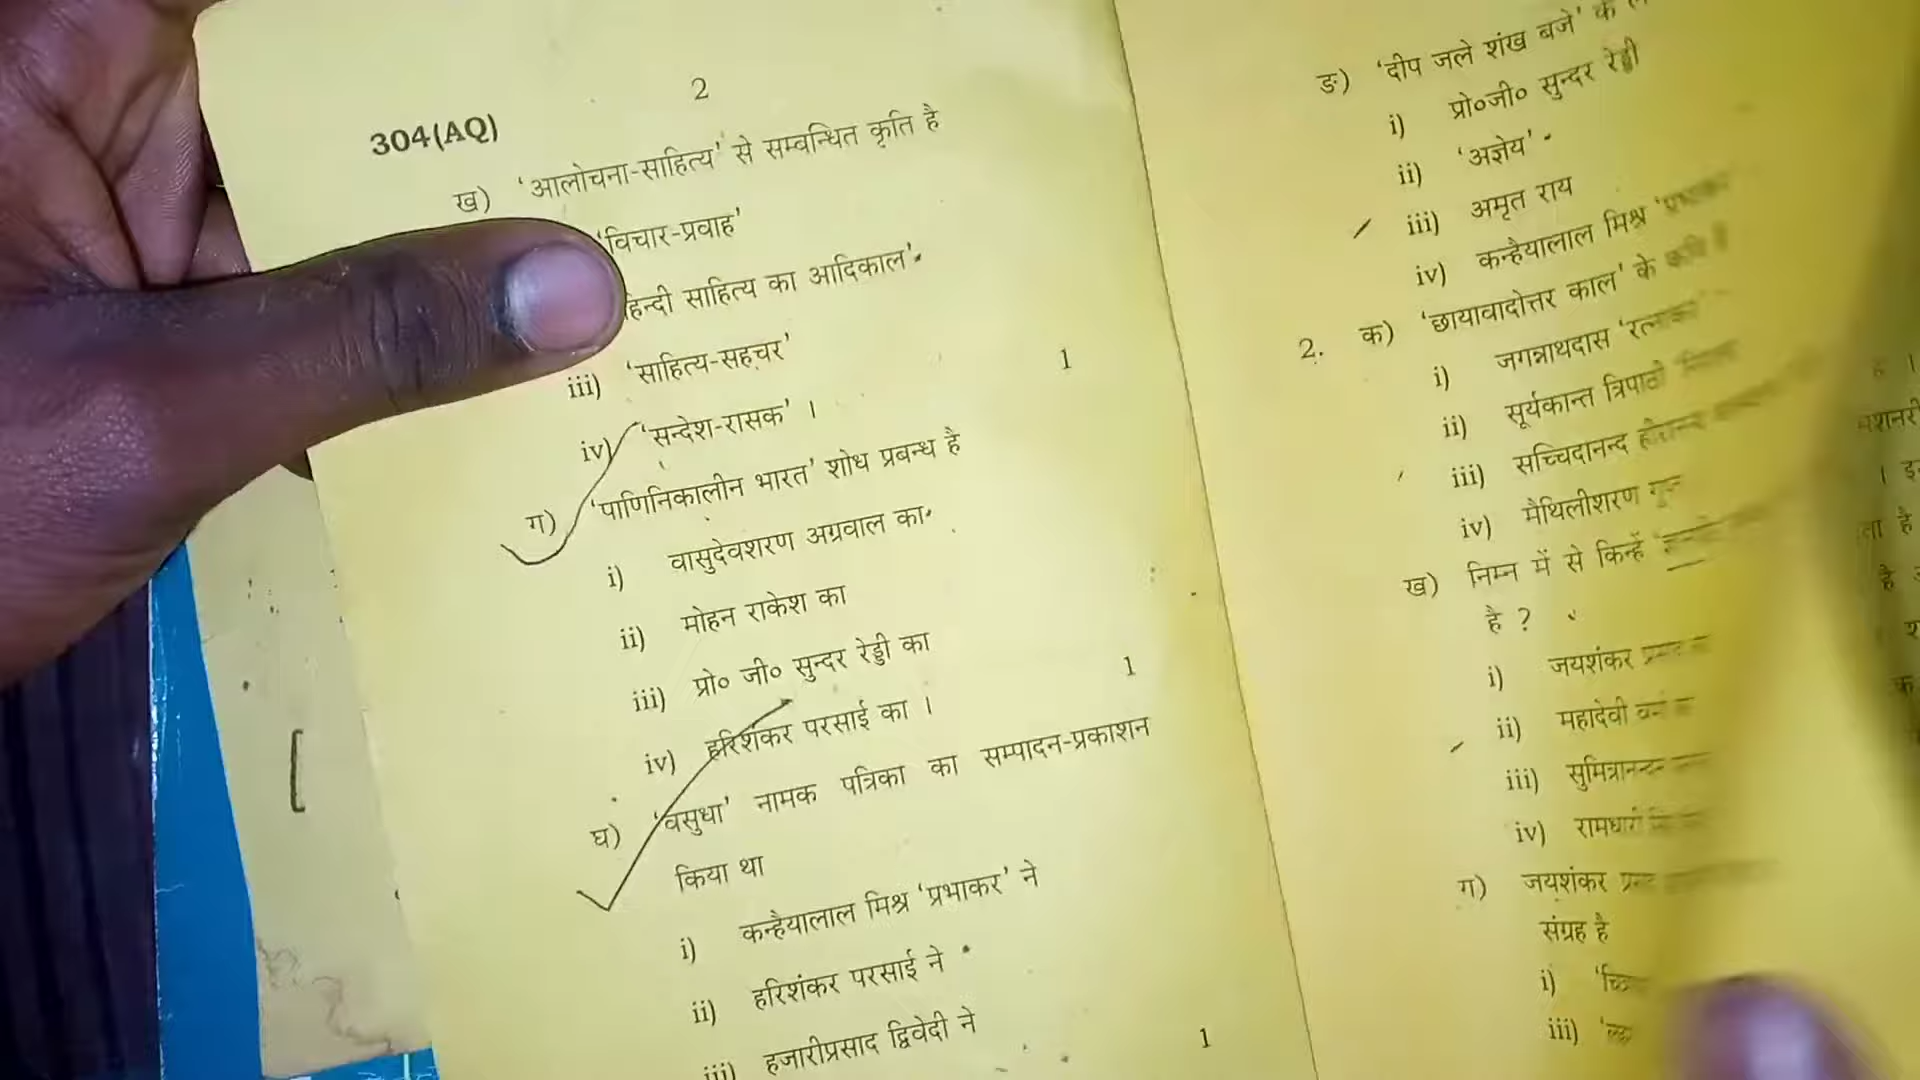 2
304(AQ)
ख) 'आलोचना-साहित्य' से सम्बन्धित कृति है
'विचार-प्रवाह'
हिन्दी साहित्य का आदिकाल'
iii) 'साहित्य-सहचर'
iv) 'सन्देश-रासक' । 1
ग) 'पाणिनिकालीन भारत' शोध प्रबन्ध है
i) वासुदेवशरण अग्रवाल का
ii) मोहन राकेश का
iii) प्रो० जी० सुन्दर रेड्डी का
iv) हरिशंकर परसाई का । 1
घ) 'वसुधा' नामक पत्रिका का सम्पादन-प्रकाशन
किया था
i) कन्हैयालाल मिश्र 'प्रभाकर' ने
ii) हरिशंकर परसाई ने
iii) हजारीप्रसाद द्विवेदी ने
1
ङ) 'दीप जले शंख बजे' के
i) प्रो०जी० सुन्दर रेड्डी
ii) 'अज्ञेय'
iii) अमृत राय
iv) कन्हैयालाल मिश्र
2. क) 'छायावादोत्तर काल' के
i) जगन्नाथदास 'रत्नाकर'
ii) सूर्यकान्त त्रिपाठी
iii) सच्चिदानन्द
iv) मैथिलीशरण
ख) निम्न में से किन्हें
है ?
i) जयशंकर
ii) महादेवी
iii) सुमित्रानन्दन
iv)
ग) जयशंकर
संग्रह है
i)
iii)